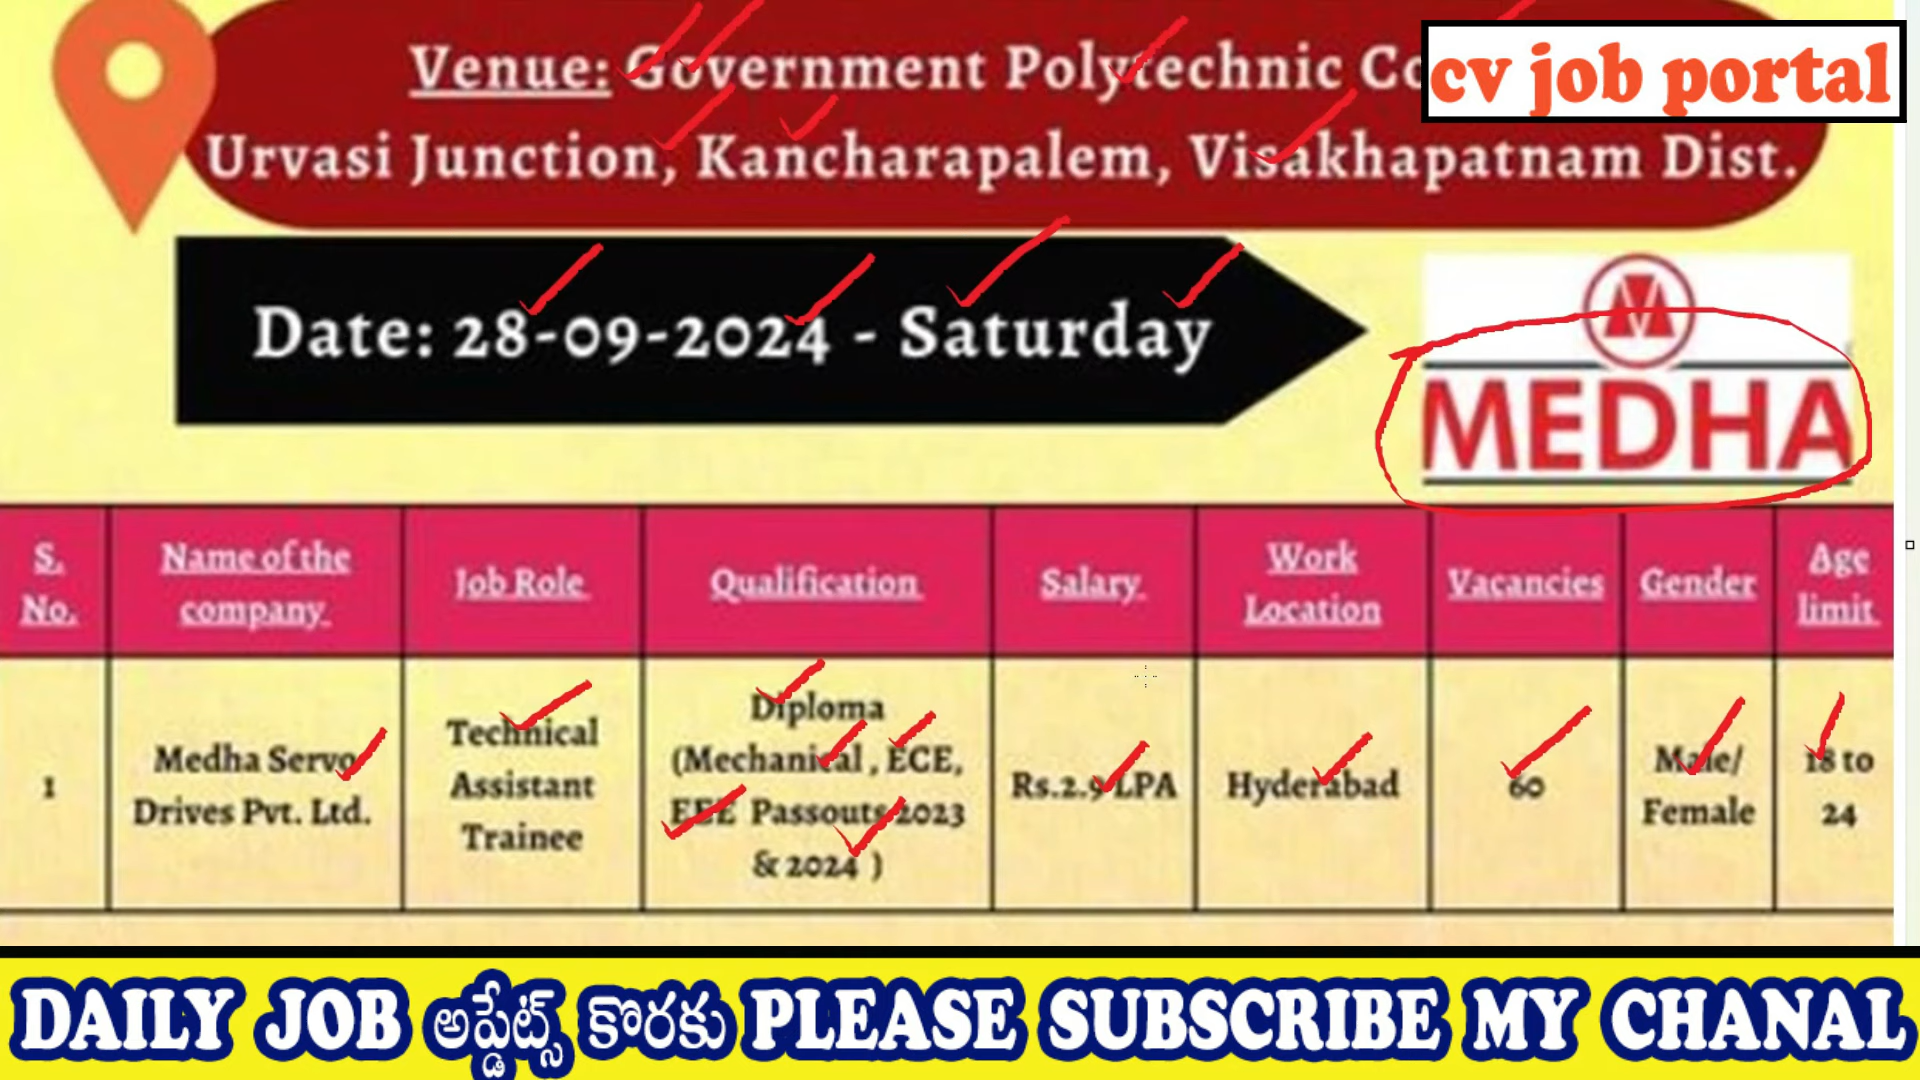 Venue: Government Polytechnic
cv job portal
Urvasi Junction, Kancharapalem, Visakhapatnam Dist.
Date: 28-09-2024 - Saturday
MEDHA
S.
No.
Name of the
company
Job Role
Qualification
Salary
Work
Location
Vacancies
Gender
Age
limit
1
Medha Servo
Drives Pvt. Ltd.
Technical
Assistant
Trainee
Diploma
(Mechanical , ECE,
EEE Passouts 2023
& 2024 )
Rs.2.9 LPA
Hyderabad
60
Male/
Female
18 to
24
DAILY JOB అప్డేట్స్ కొరకు PLEASE SUBSCRIBE MY CHANAL